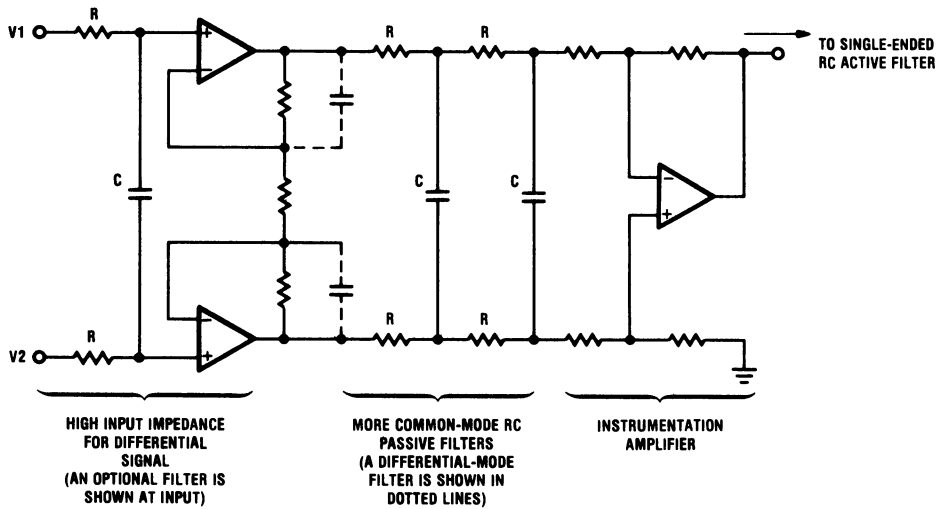 R
V1
+
−
R
R
TO SINGLE-ENDED
RC ACTIVE FILTER
C
C
C
−
+
R
V2
−
+
R
R
HIGH INPUT IMPEDANCE
FOR DIFFERENTIAL
SIGNAL
(AN OPTIONAL FILTER IS
SHOWN AT INPUT)
MORE COMMON-MODE RC
PASSIVE FILTERS
(A DIFFERENTIAL-MODE
FILTER IS SHOWN IN
DOTTED LINES)
INSTRUMENTATION
AMPLIFIER